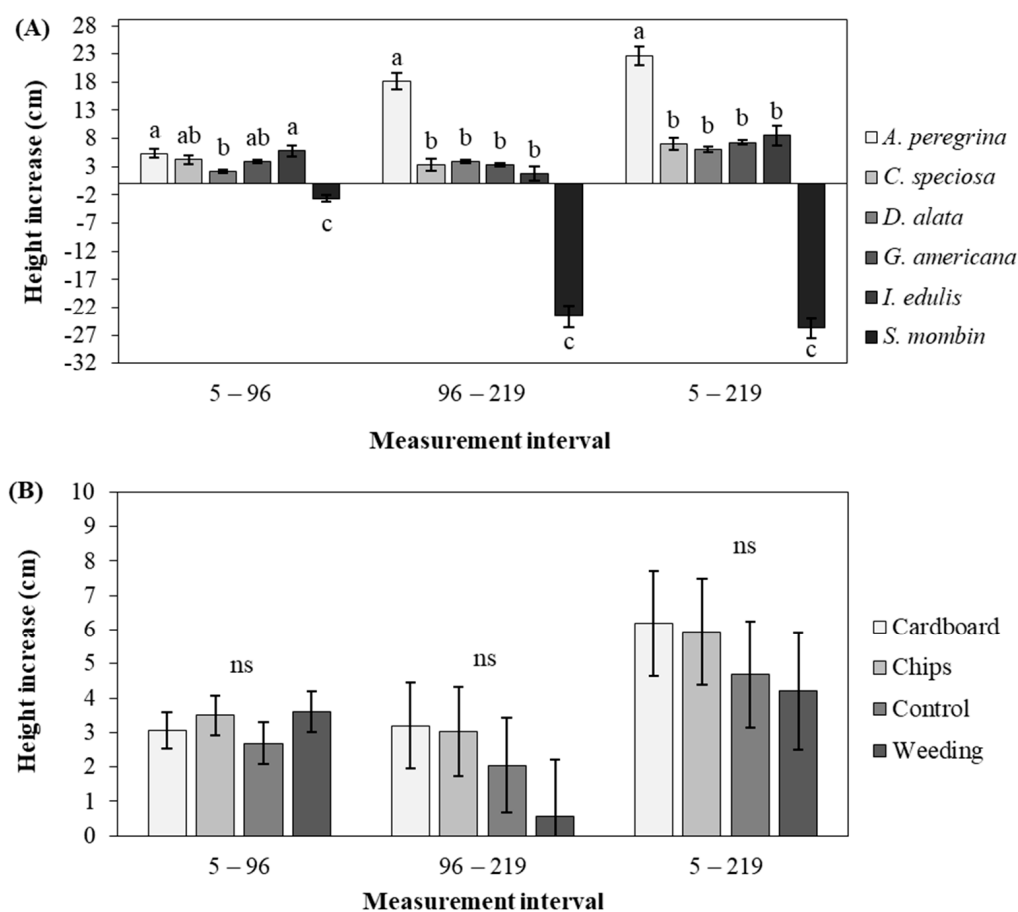 (A)
Height increase (cm)
28
23
18
13
8
3
-2
-7
-12
-17
-22
-27
-32
a ab b ab a c
a b b b b c
a b b b b c
5 – 96 96 – 219 5 – 219
Measurement interval
A. peregrina
C. speciosa
D. alata
G. americana
I. edulis
S. mombin
(B)
Height increase (cm)
10
9
8
7
6
5
4
3
2
1
0
ns ns ns
5 – 96 96 – 219 5 – 219
Measurement interval
Cardboard
Chips
Control
Weeding